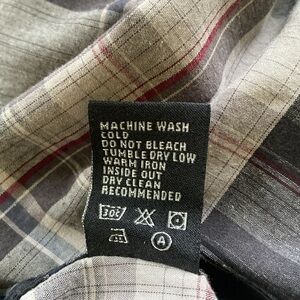 MACHINE WASH
COLD
DO NOT BLEACH
TUMBLE DRY LOW
WARM IRON
INSIDE OUT
DRY CLEAN
RECOMMENDED
30°
A